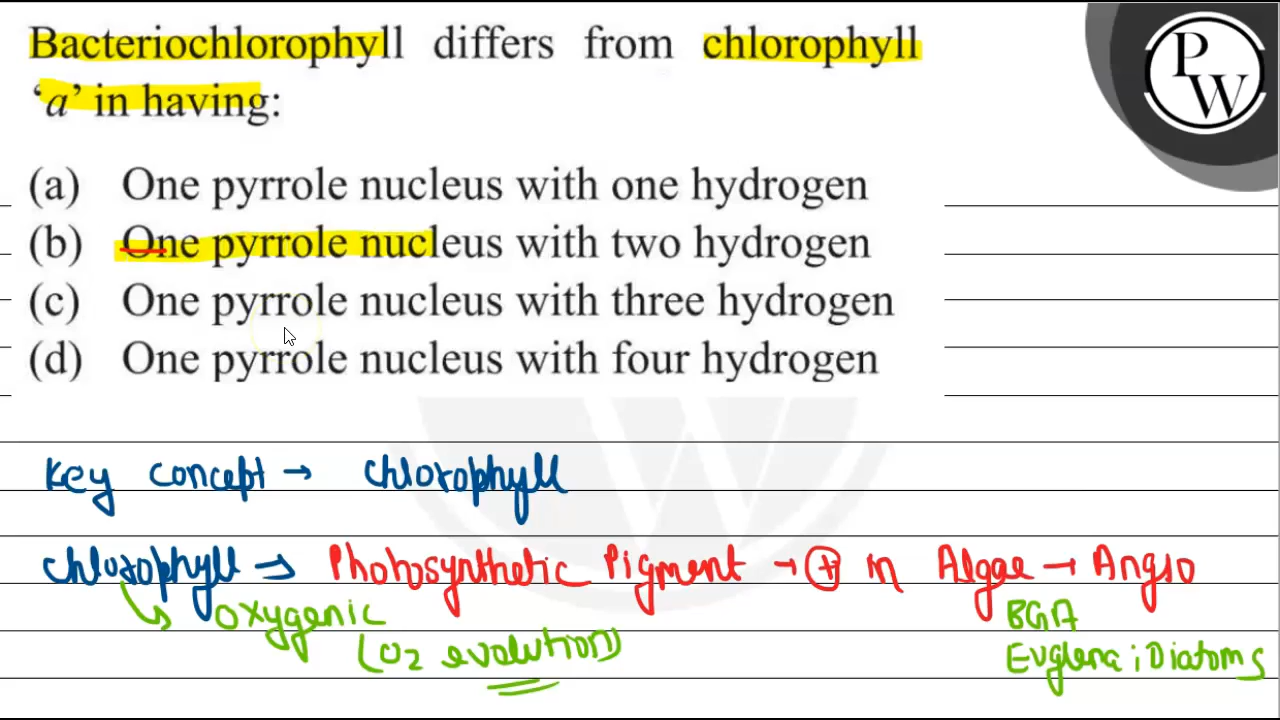 Bacteriochlorophyll differs from chlorophyll
‘a’ in having:
P
W
(a) One pyrrole nucleus with one hydrogen
(b) One pyrrole nucleus with two hydrogen
(c) One pyrrole nucleus with three hydrogen
(d) One pyrrole nucleus with four hydrogen
Key concept → chlorophyll
chlorophyll → Photosynthetic Pigment → + in Algae → Angio
↳ oxygenic
BGA
(O2 evolution)
Euglena ; Diatoms